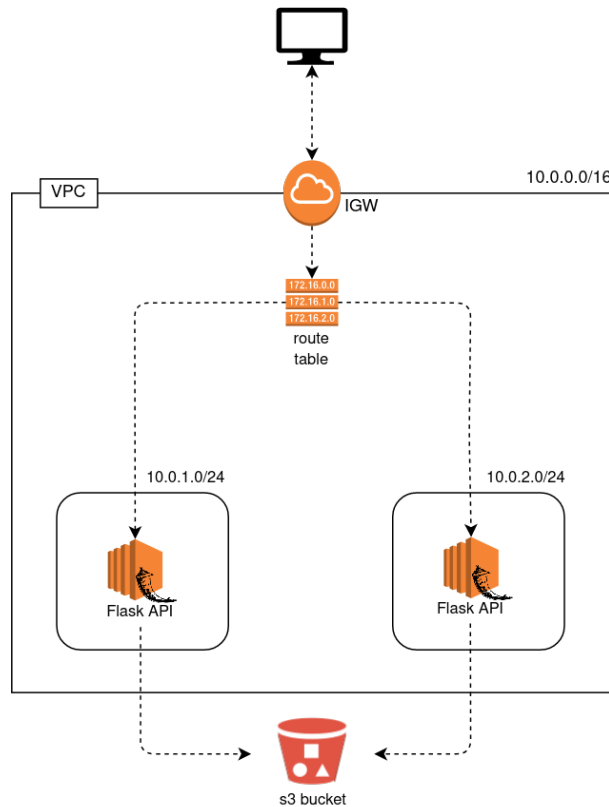 VPC
10.0.0.0/16
IGW
172.16.0.0
172.16.1.0
172.16.2.0
route
table
10.0.1.0/24
10.0.2.0/24
Flask API
Flask API
s3 bucket